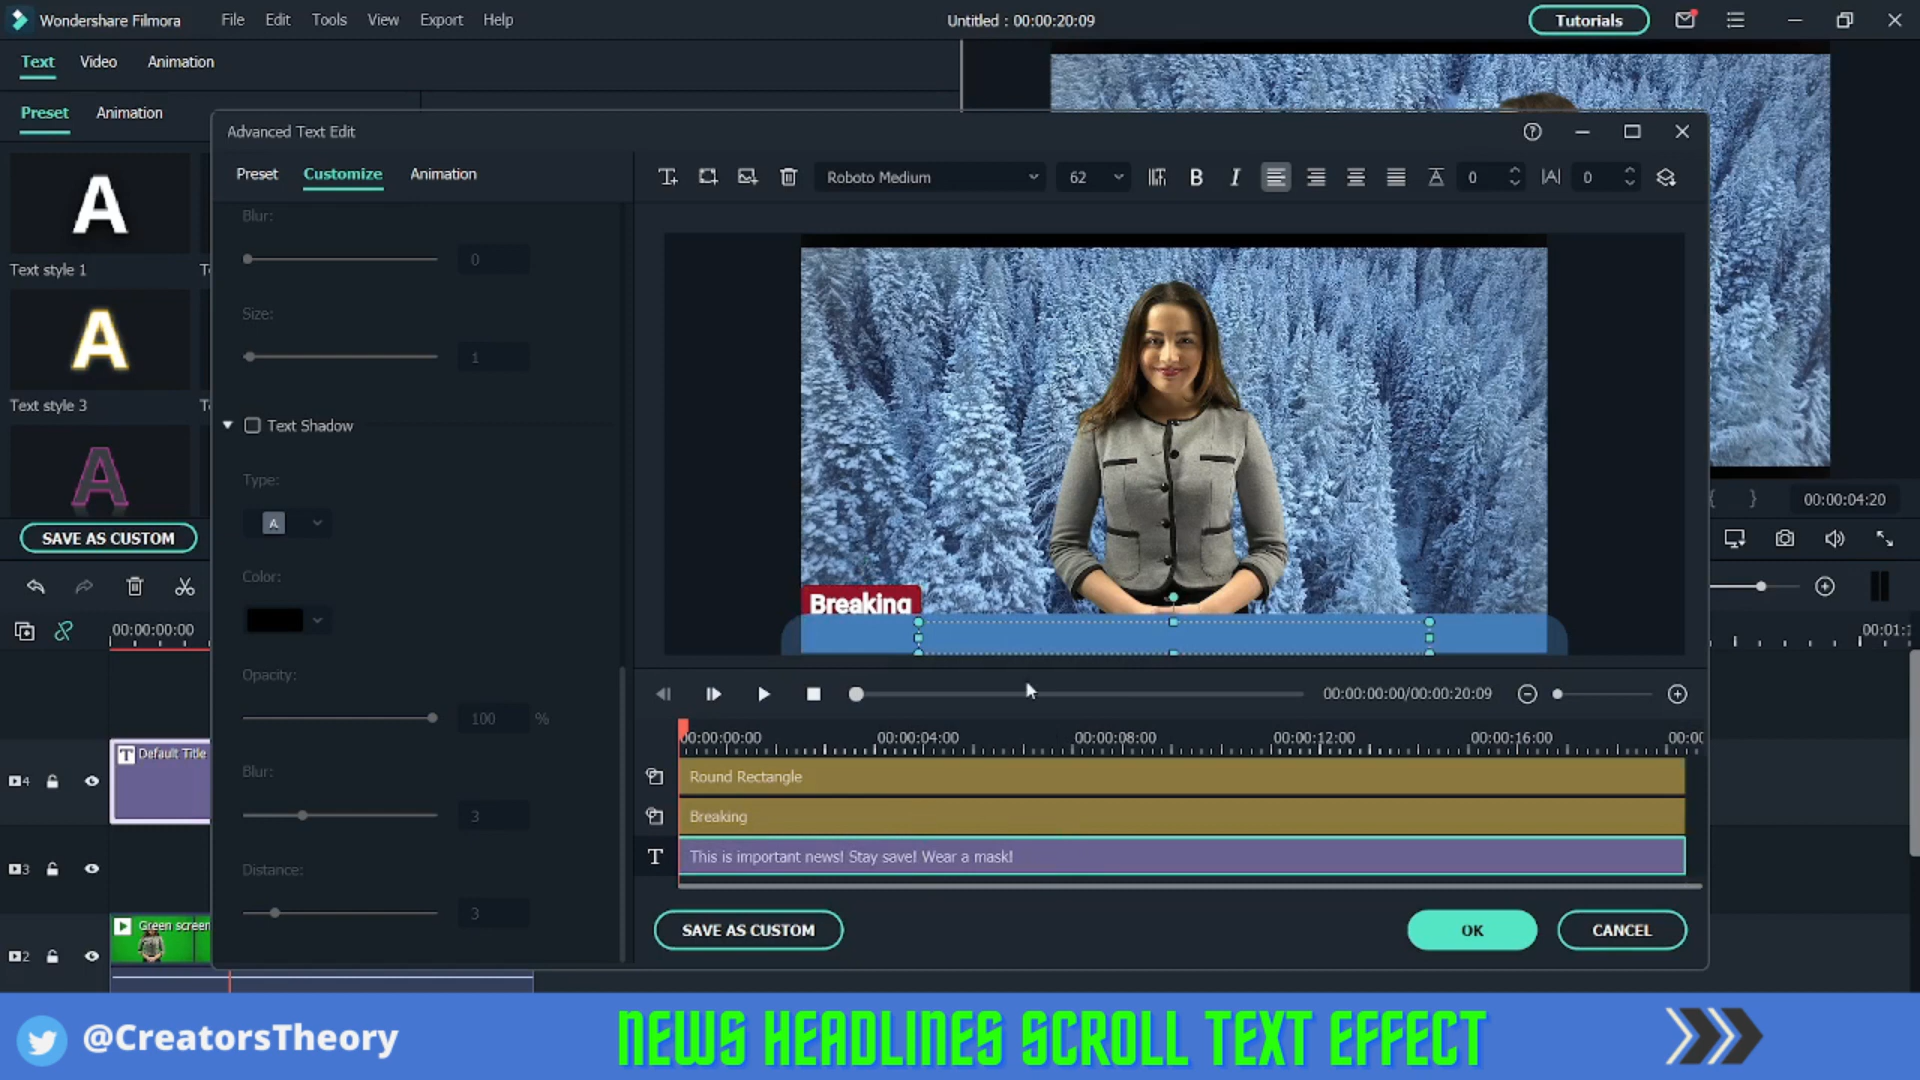 Wondershare Filmora File Edit Tools View Export Help Untitled : 00:00:20:09 Tutorials
Text Video Animation
Preset Animation
Advanced Text Edit
Preset Customize Animation
Roboto Medium 62 B I 0 0
A
Text style 1
A
Text style 3
A
SAVE AS CUSTOM
Blur:
0
Size:
1
Text Shadow
Type:
A
Color:
Opacity:
100 %
Blur:
3
Distance:
3
Breaking
00:00:04:20
00:00:00:00/00:00:20:09
00:00:00:00
00:00:00:00 00:00:04:00 00:00:08:00 00:00:12:00 00:00:16:00 00:0
Round Rectangle
Breaking
T This is important news! Stay save! Wear a mask!
4 T Default Title
3
2 Green screen
00:01:
SAVE AS CUSTOM OK CANCEL
@CreatorsTheory NEWS HEADLINES SCROLL TEXT EFFECT